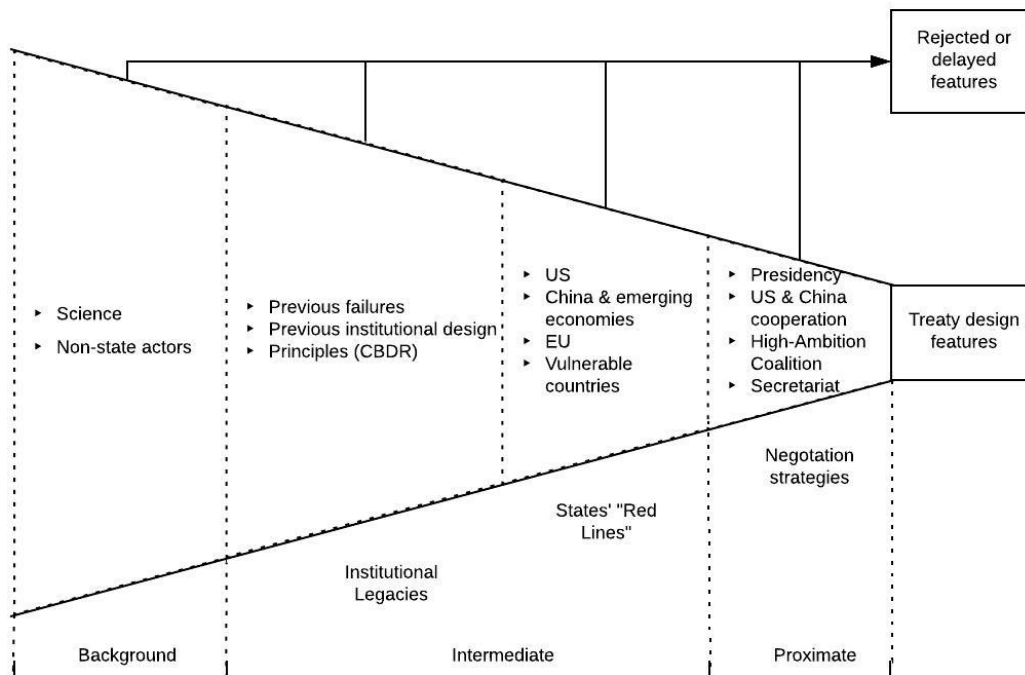 Rejected or
delayed
features
Science
Non-state actors
Previous failures
Previous institutional design
Principles (CBDR)
US
China & emerging
economies
EU
Vulnerable
countries
Presidency
US & China
cooperation
High-Ambition
Coalition
Secretariat
Treaty design
features
Negotation
strategies
States' "Red
Lines"
Institutional
Legacies
Background
Intermediate
Proximate